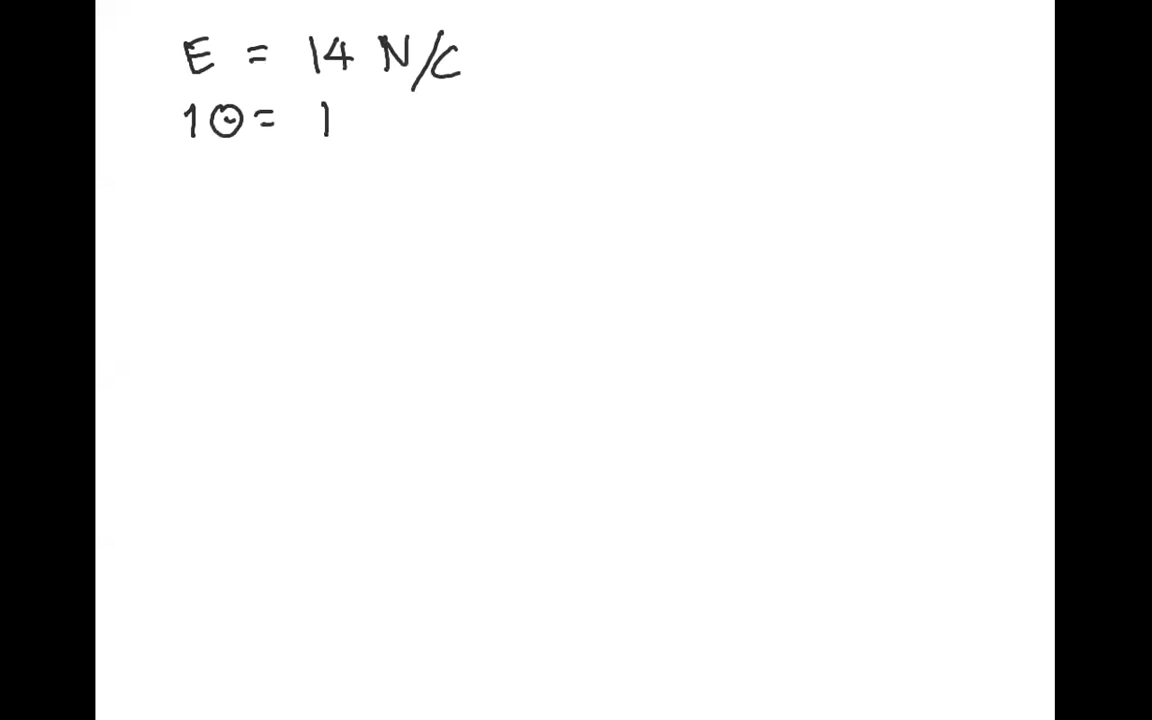 E = 14 N/C
1 ⊖ = 1